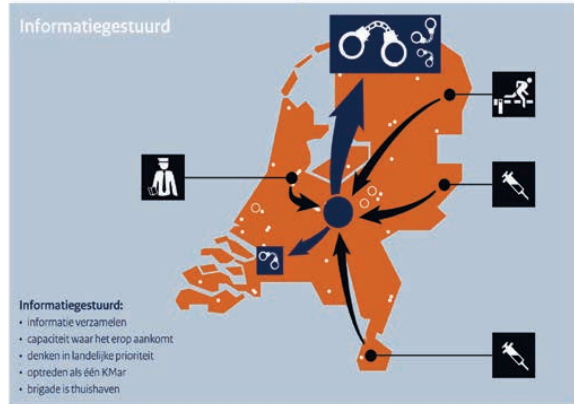 Informatiegestuurd
Informatiegestuurd:
• informatie verzamelen
• capaciteit waar het erop aankomt
• denken in landelijke prioriteit
• optreden als één KMar
• brigade is thuishaven